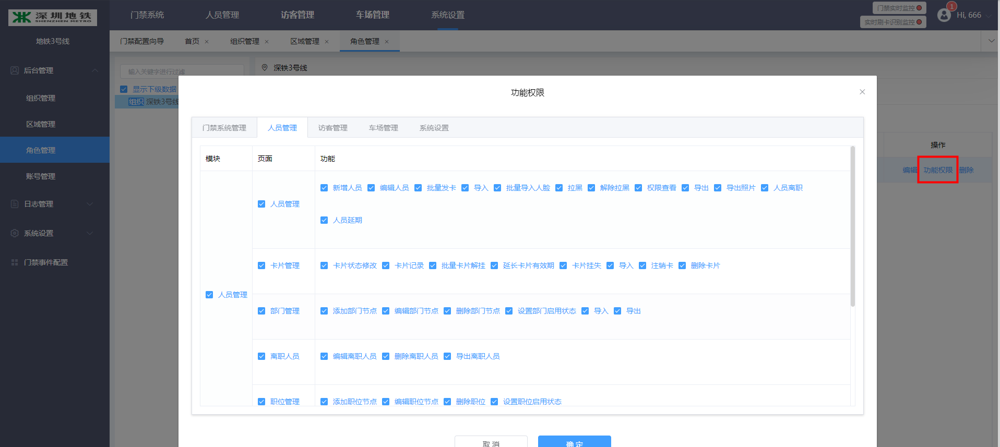 深圳地铁
SHENZHEN METRO
门禁系统 人员管理 访客管理 车场管理 系统设置
门禁实时监控
实时刷卡识别监控
1
Hi, 666
地铁3号线
门禁配置向导 首页 × 组织管理 × 区域管理 × 角色管理 ×
后台管理
组织管理
区域管理
角色管理
账号管理
日志管理
系统设置
门禁事件配置
输入关键字进行过滤
显示下级数据
组织 深铁3号线
深铁3号线
操作
编辑 功能权限 删除
功能权限
门禁系统管理 人员管理 访客管理 车场管理 系统设置
模块 页面 功能
人员管理
人员管理
新增人员 编辑人员 批量发卡 导入 批量导入人脸 拉黑 解除拉黑 权限查看 导出 导出照片 人员离职
人员延期
卡片管理 卡片状态修改 卡片记录 批量卡片解挂 延长卡片有效期 卡片挂失 导入 注销卡 删除卡片
部门管理 添加部门节点 编辑部门节点 删除部门节点 设置部门启用状态 导入 导出
离职人员 编辑离职人员 删除离职人员 导出离职人员
职位管理 添加职位节点 编辑职位节点 删除职位 设置职位启用状态
取消 确定